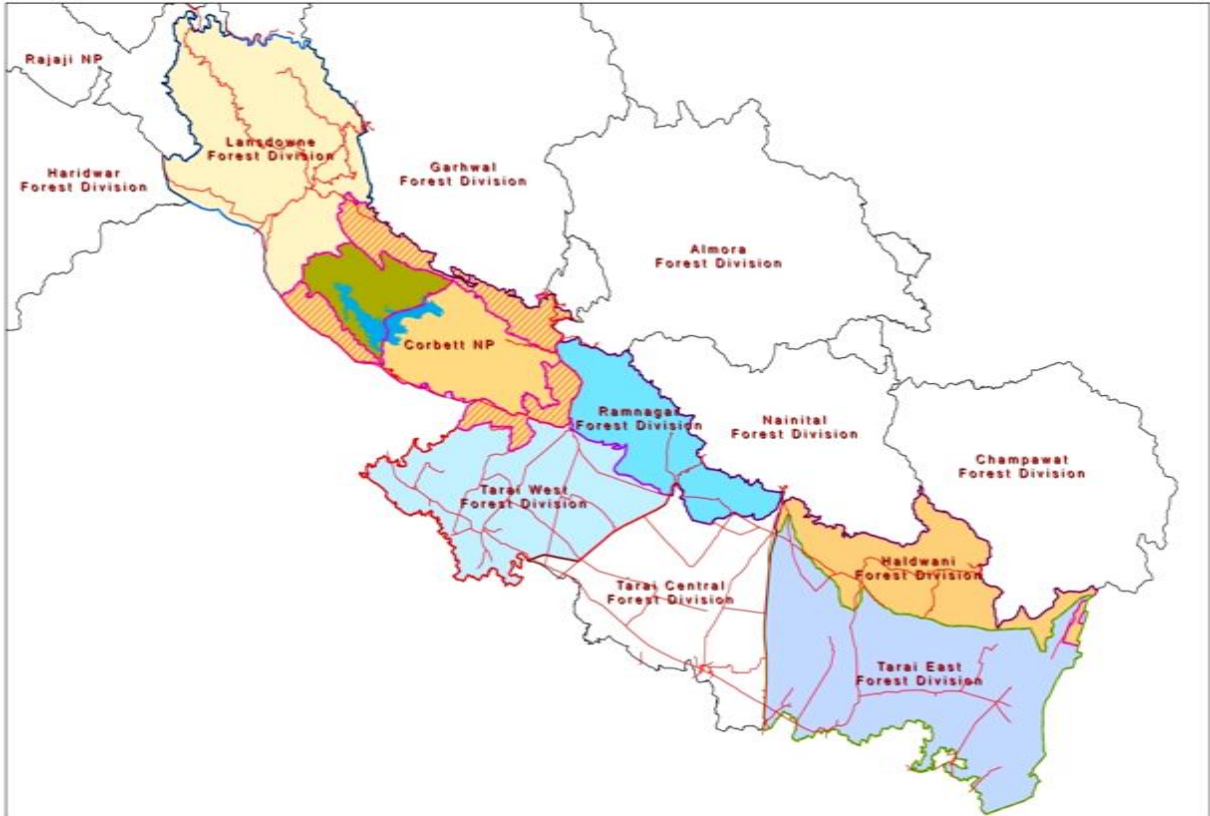 Rajaji NP
Lansdowne
Forest Division
Haridwar
Forest Division
Garhwal
Forest Division
Almora
Forest Division
Corbett NP
Ramnagar
Forest Division
Nainital
Forest Division
Champawat
Forest Division
Tarai West
Forest Division
Haldwani
Forest Division
Tarai Central
Forest Division
Tarai East
Forest Division